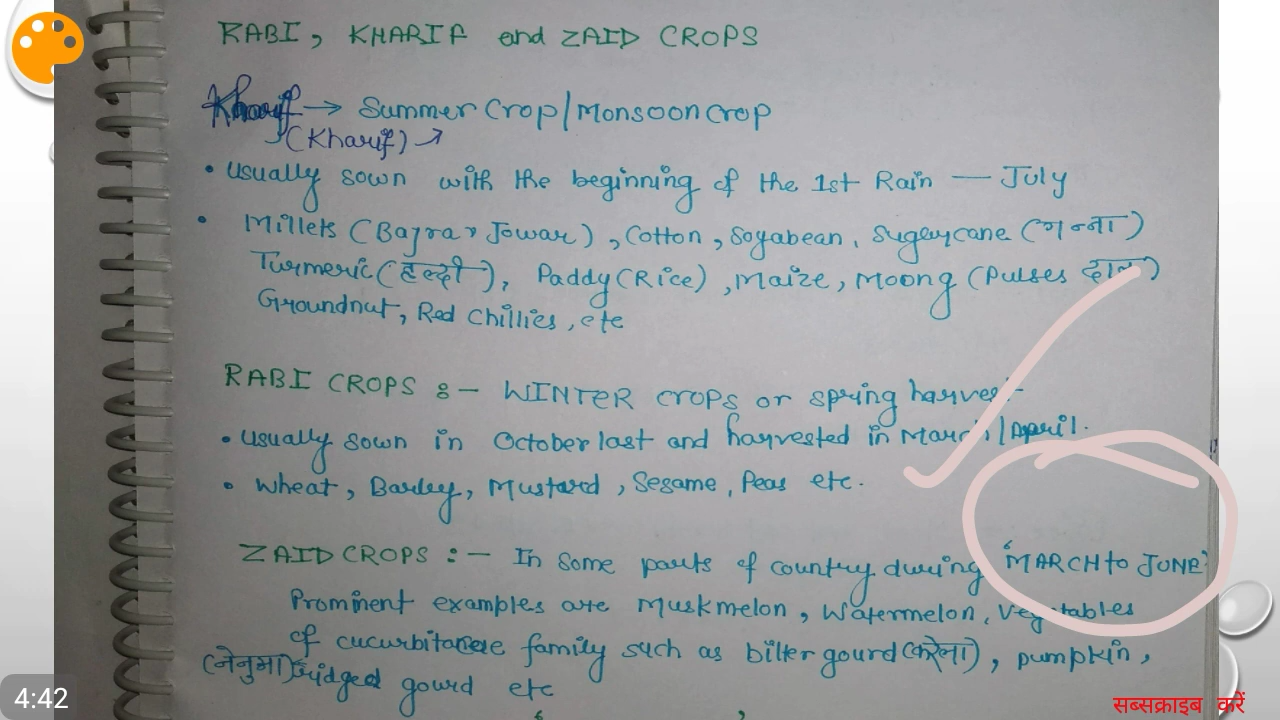 RABI, KHARIF and ZAID CROPS
Kharif → Summer Crop/Monsoon crop
(Kharif) →
• Usually sown with the beginning of the 1st Rain — July
• Millets (Bajra, Jowar), Cotton, Soyabean, Sugarycane (गन्ना)
Turmeric (हल्दी), Paddy (Rice), Maize, Moong (Pulses दाल)
Groundnut, Red Chillies, etc
RABI CROPS :- WINTER CROPS or spring harvest
• Usually sown in October last and harvested in March/April.
• Wheat, Barley, Mustard, Sesame, Peas etc.
ZAID CROPS :- In some parts of country during 'MARCH to JUNE'
Prominent examples are Muskmelon, Watermelon, Vegetables
of cucurbitaceae family such as bitter gourd (करेला), pumpkin,
(नेनुआ) ridged gourd etc
4:42
सब्सक्राइब करें